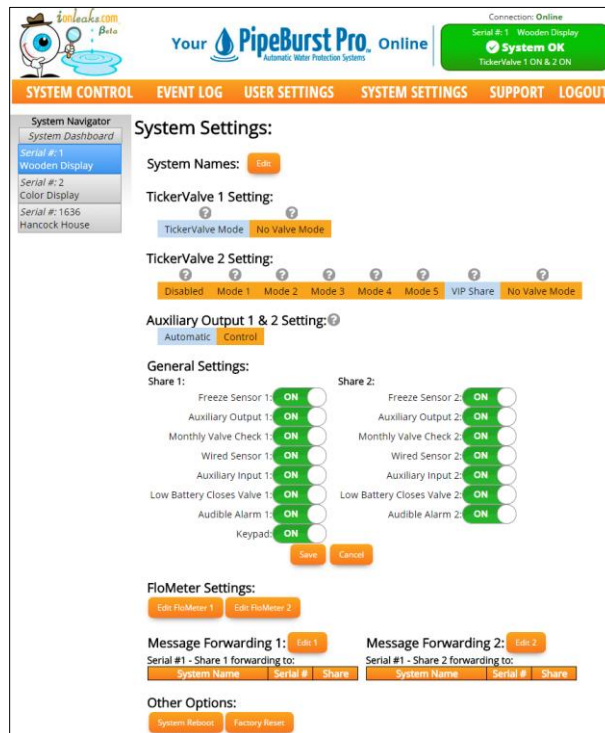 ionleaks.com
Beta
Your PipeBurst Pro Online
Automatic Water Protection Systems
Connection: Online
Serial #: 1 Wooden Display
System OK
TickerValve 1 ON & 2 ON
SYSTEM CONTROL EVENT LOG USER SETTINGS SYSTEM SETTINGS SUPPORT LOGOUT
System Navigator
System Dashboard
Serial #: 1
Wooden Display
Serial #: 2
Color Display
Serial #: 1636
Hancock House
System Settings:
System Names: Edit
TickerValve 1 Setting:
? ?
TickerValve Mode No Valve Mode
TickerValve 2 Setting:
? ? ? ? ? ? ? ?
Disabled Mode 1 Mode 2 Mode 3 Mode 4 Mode 5 VIP Share No Valve Mode
Auxiliary Output 1 & 2 Setting: ?
Automatic Control
General Settings:
Share 1: Share 2:
Freeze Sensor 1: ON Freeze Sensor 2: ON
Auxiliary Output 1: ON Auxiliary Output 2: ON
Monthly Valve Check 1: ON Monthly Valve Check 2: ON
Wired Sensor 1: ON Wired Sensor 2: ON
Auxiliary Input 1: ON Auxiliary Input 2: ON
Low Battery Closes Valve 1: ON Low Battery Closes Valve 2: ON
Audible Alarm 1: ON Audible Alarm 2: ON
Keypad: ON
Save Cancel
FloMeter Settings:
Edit FloMeter 1 Edit FloMeter 2
Message Forwarding 1: Edit 1 Message Forwarding 2: Edit 2
Serial #1 - Share 1 forwarding to: Serial #1 - Share 2 forwarding to:
System Name Serial # Share System Name Serial # Share
Other Options:
System Reboot Factory Reset